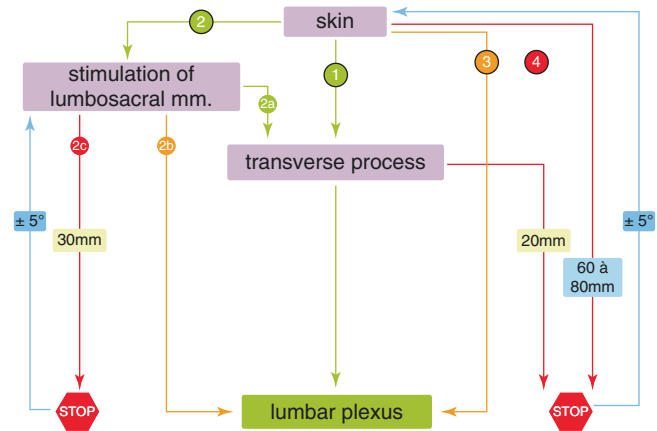 2
skin
3
4
1
stimulation of
lumbosacral mm.
2a
2c
2b
transverse process
± 5°
± 5°
30mm
20mm
60 à
80mm
STOP
lumbar plexus
STOP